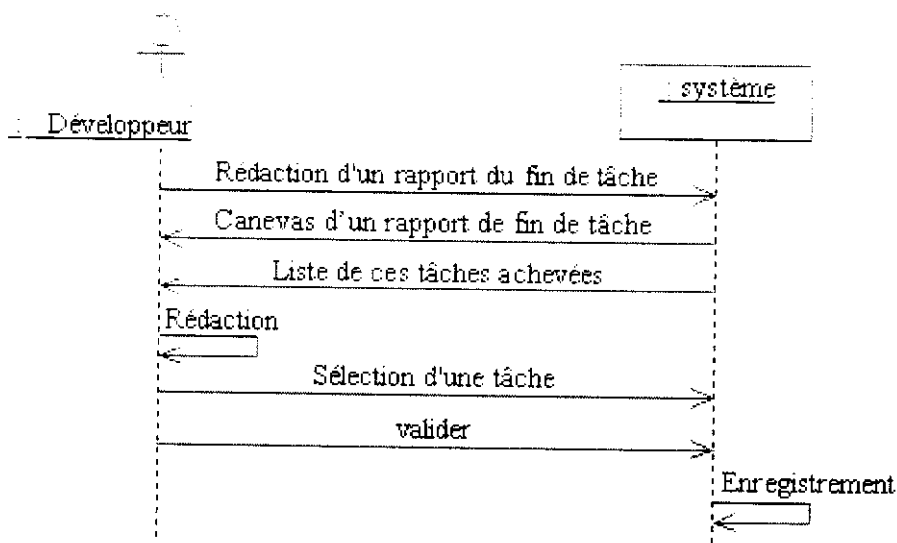 : système
: Développeur
Rédaction d'un rapport du fin de tâche
Canevas d'un rapport de fin de tâche
Liste de ces tâches achevées
Rédaction
Sélection d'une tâche
valider
Enregistrement